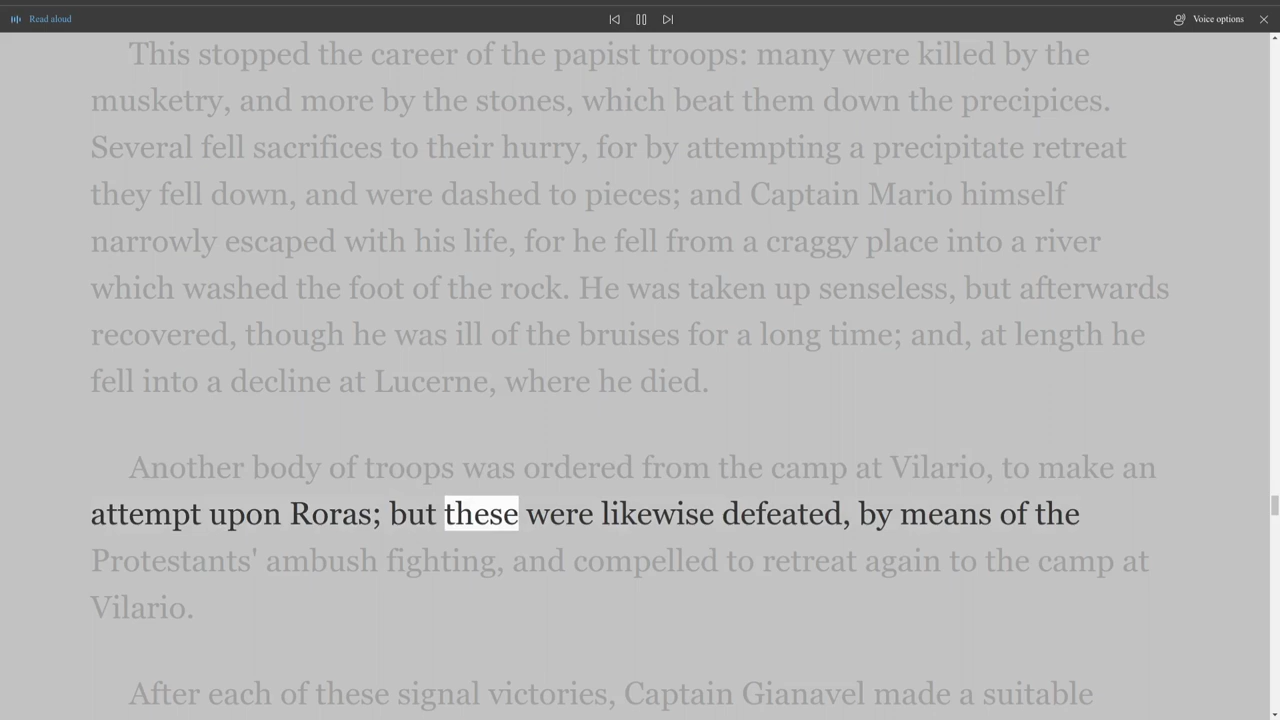 Read aloud
Voice options
This stopped the career of the papist troops: many were killed by the
musketry, and more by the stones, which beat them down the precipices.
Several fell sacrifices to their hurry, for by attempting a precipitate retreat
they fell down, and were dashed to pieces; and Captain Mario himself
narrowly escaped with his life, for he fell from a craggy place into a river
which washed the foot of the rock. He was taken up senseless, but afterwards
recovered, though he was ill of the bruises for a long time; and, at length he
fell into a decline at Lucerne, where he died.
Another body of troops was ordered from the camp at Vilario, to make an
attempt upon Roras; but these were likewise defeated, by means of the
Protestants' ambush fighting, and compelled to retreat again to the camp at
Vilario.
After each of these signal victories, Captain Gianavel made a suitable